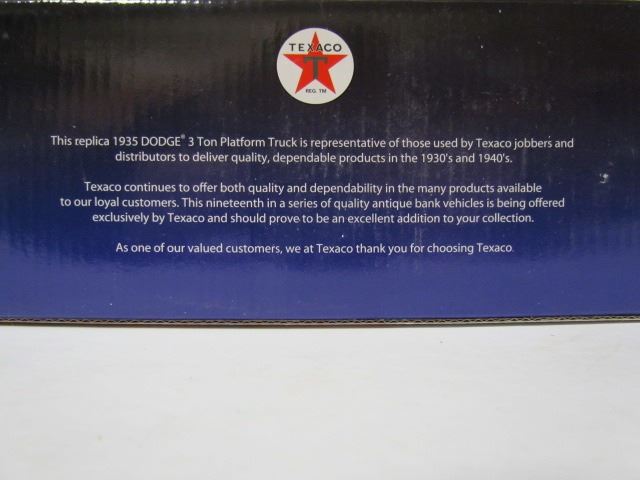 TEXACO
T
REG. TM
This replica 1935 DODGE® 3 Ton Platform Truck is representative of those used by Texaco jobbers and
distributors to deliver quality, dependable products in the 1930's and 1940's.
Texaco continues to offer both quality and dependability in the many products available
to our loyal customers. This nineteenth in a series of quality antique bank vehicles is being offered
exclusively by Texaco and should prove to be an excellent addition to your collection.
As one of our valued customers, we at Texaco thank you for choosing Texaco.